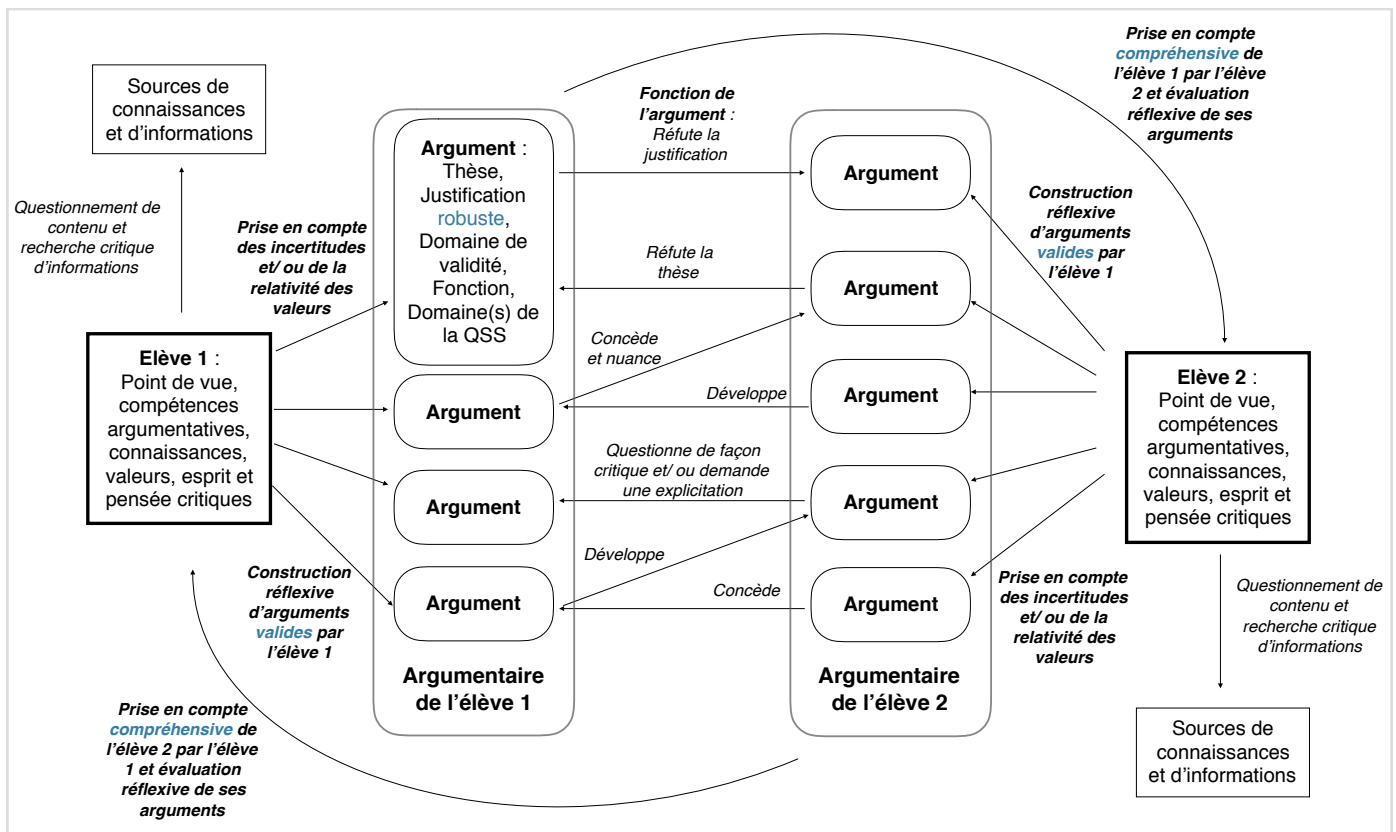 Sources de
connaissances
et d’informations
Questionnement de
contenu et
recherche critique
d’informations
Elève 1 :
Point de vue,
compétences
argumentatives,
connaissances,
valeurs, esprit et
pensée critiques
Prise en compte
des incertitudes
et/ ou de la
relativité des
valeurs
Construction
réflexive
d’arguments
valides par
l’élève 1
Prise en compte
compréhensive de
l’élève 2 par l’élève
1 et évaluation
réflexive de ses
arguments
Argument :
Thèse,
Justification
robuste,
Domaine de
validité,
Fonction,
Domaine(s) de
la QSS
Argument
Argument
Argument
Argumentaire
de l’élève 1
Fonction de
l’argument :
Réfute la
justification
Réfute la
thèse
Concède
et nuance
Développe
Questionne de façon
critique et/ ou demande
une explicitation
Développe
Concède
Argument
Argument
Argument
Argument
Argument
Argumentaire
de l’élève 2
Prise en compte
compréhensive de
l’élève 1 par l’élève
2 et évaluation
réflexive de ses
arguments
Construction
réflexive
d’arguments
valides par
l’élève 1
Elève 2 :
Point de vue,
compétences
argumentatives,
connaissances,
valeurs, esprit et
pensée critiques
Prise en compte
des incertitudes
et/ ou de la
relativité des
valeurs
Questionnement de
contenu et
recherche critique
d’informations
Sources de
connaissances
et d’informations